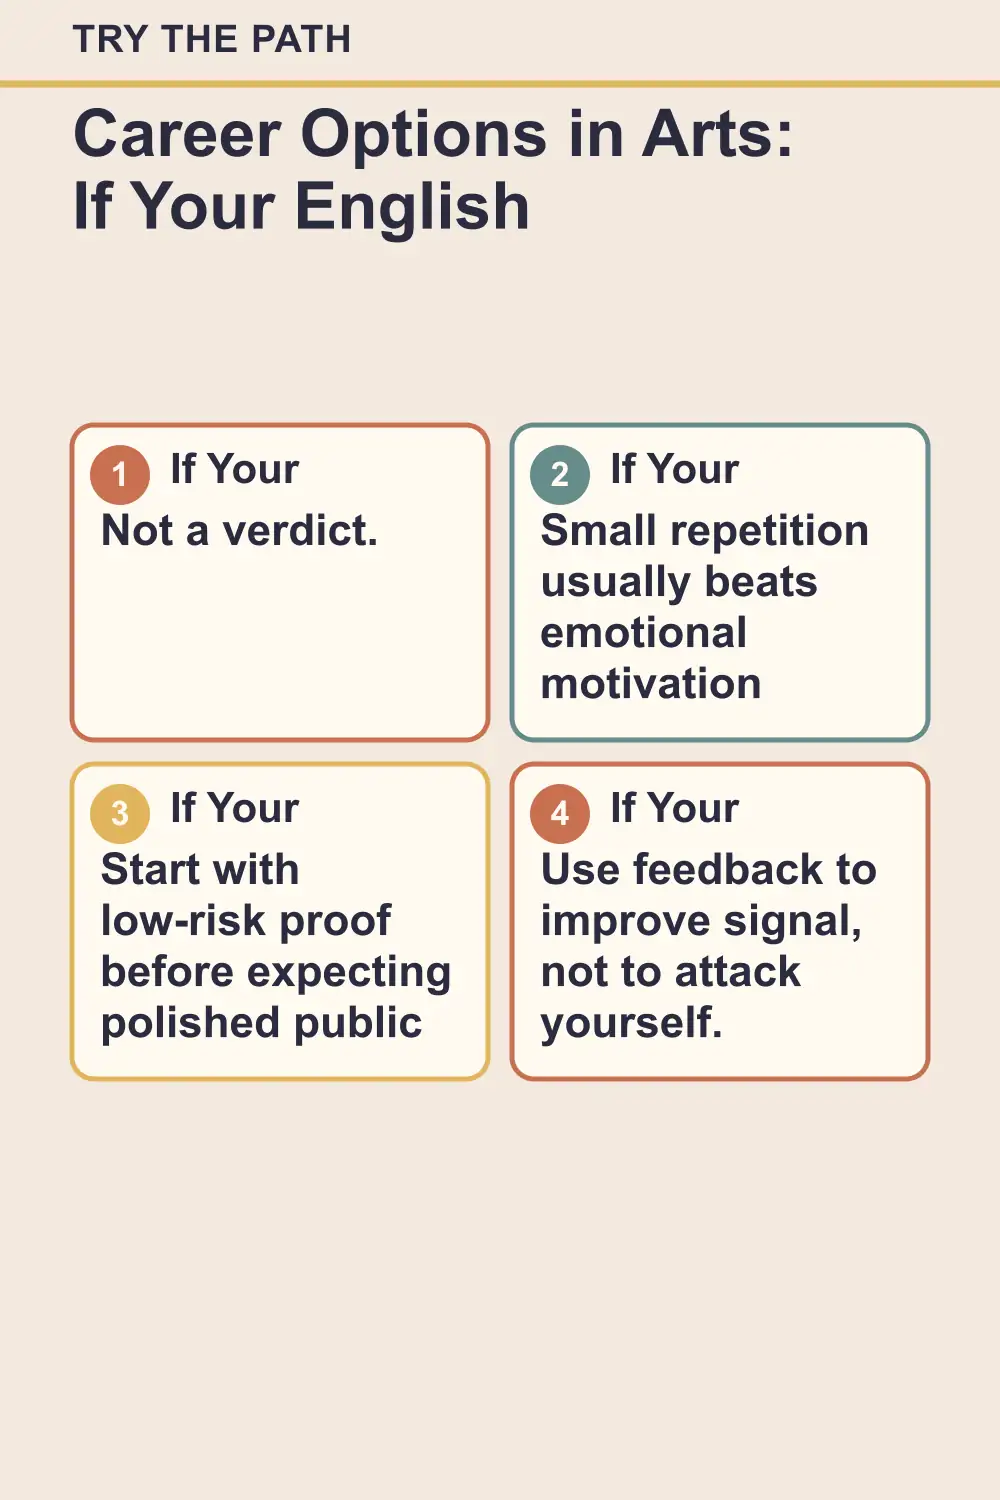 TRY THE PATH
Career Options in Arts:
If Your English
1 If Your
Not a verdict.
2 If Your
Small repetition
usually beats
emotional
motivation
3 If Your
Start with
low-risk proof
before expecting
polished public
4 If Your
Use feedback to
improve signal,
not to attack
yourself.